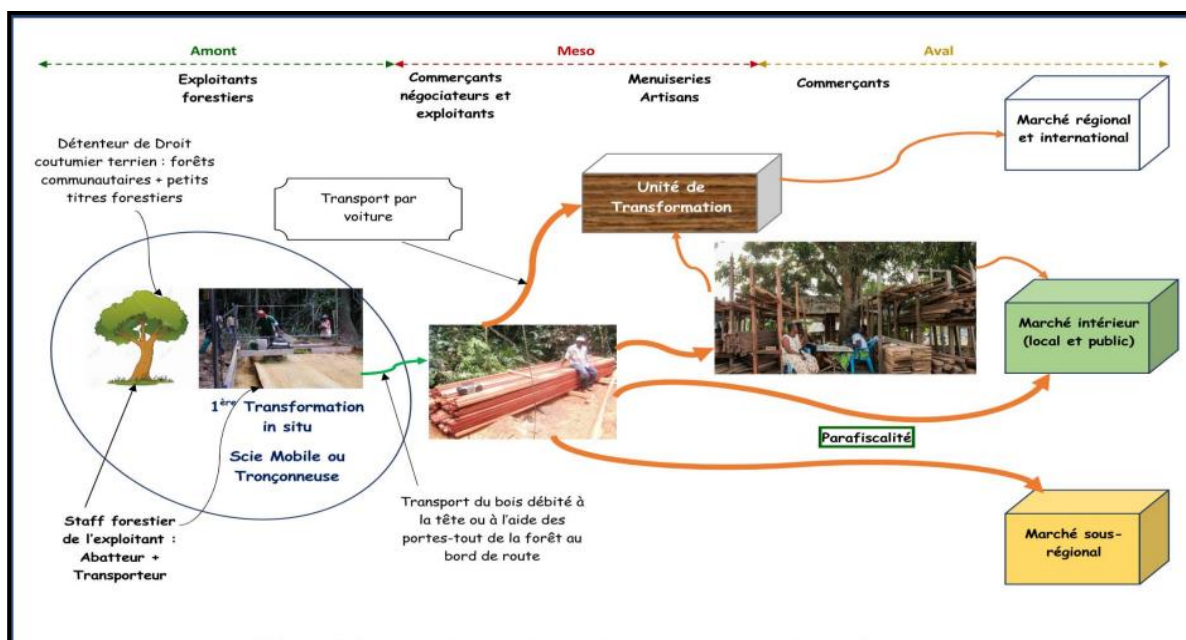 Amont
Meso
Aval
Exploitants
forestiers
Commerçants
négociateurs et
exploitants
Menuiseries
Artisans
Commerçants
Marché régional
et international
Détenteur de Droit
coutumier terrien : forêts
communautaires + petits
titres forestiers
Transport par
voiture
Unité de
Transformation
Marché intérieur
(local et public)
1ère Transformation
in situ
Scie Mobile ou
Tronçonneuse
Parafiscalité
Staff forestier
de l'exploitant :
Abatteur +
Transporteur
Transport du bois débité à
la tête ou à l'aide des
portes-tout de la forêt au
bord de route
Marché sous-
régional